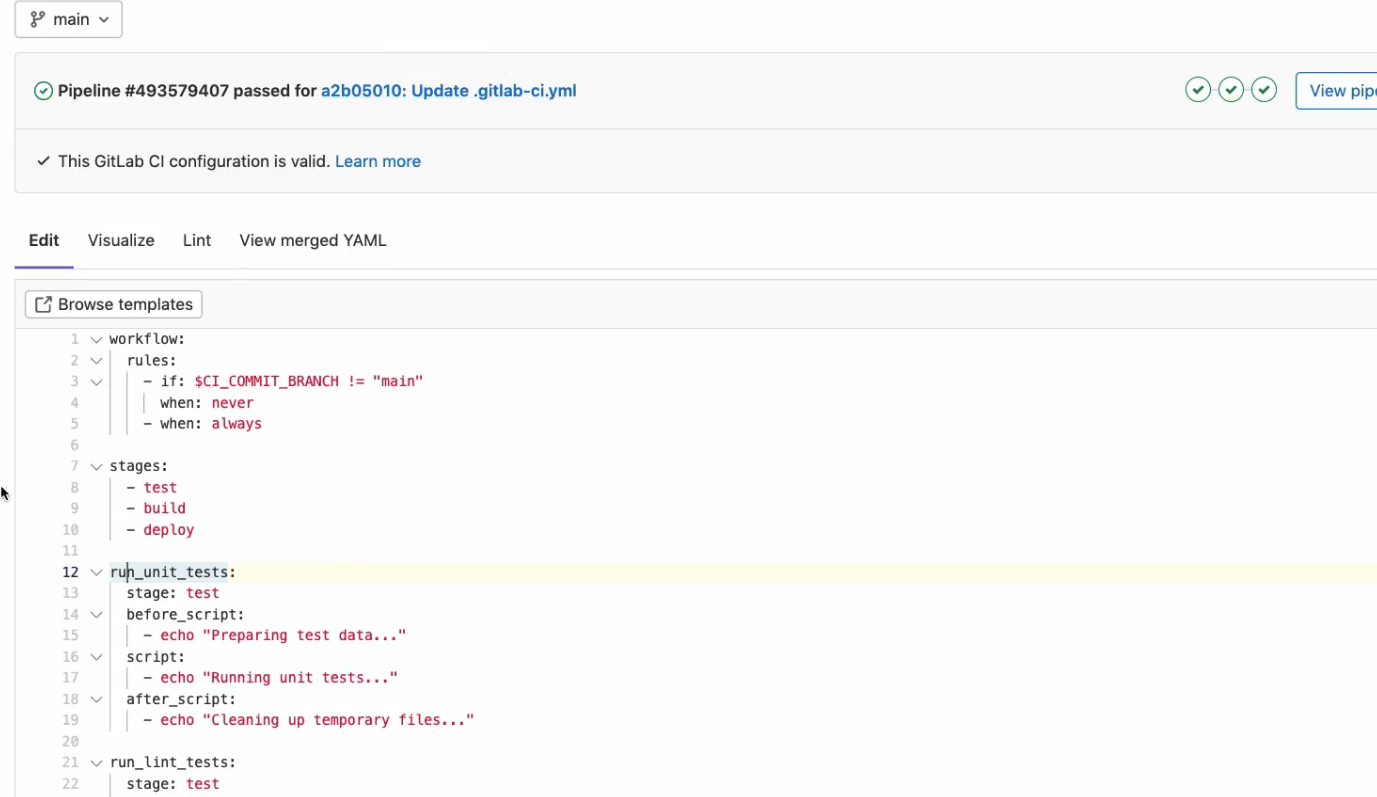 main
Pipeline #493579407 passed for a2b05010: Update .gitlab-ci.yml
View pip
This GitLab CI configuration is valid. Learn more
Edit Visualize Lint View merged YAML
Browse templates
1 workflow:
2 rules:
3 - if: $CI_COMMIT_BRANCH != "main"
4 when: never
5 - when: always
6
7 stages:
8 - test
9 - build
10 - deploy
11
12 run_unit_tests:
13 stage: test
14 before_script:
15 - echo "Preparing test data..."
16 script:
17 - echo "Running unit tests..."
18 after_script:
19 - echo "Cleaning up temporary files..."
20
21 run_lint_tests:
22 stage: test